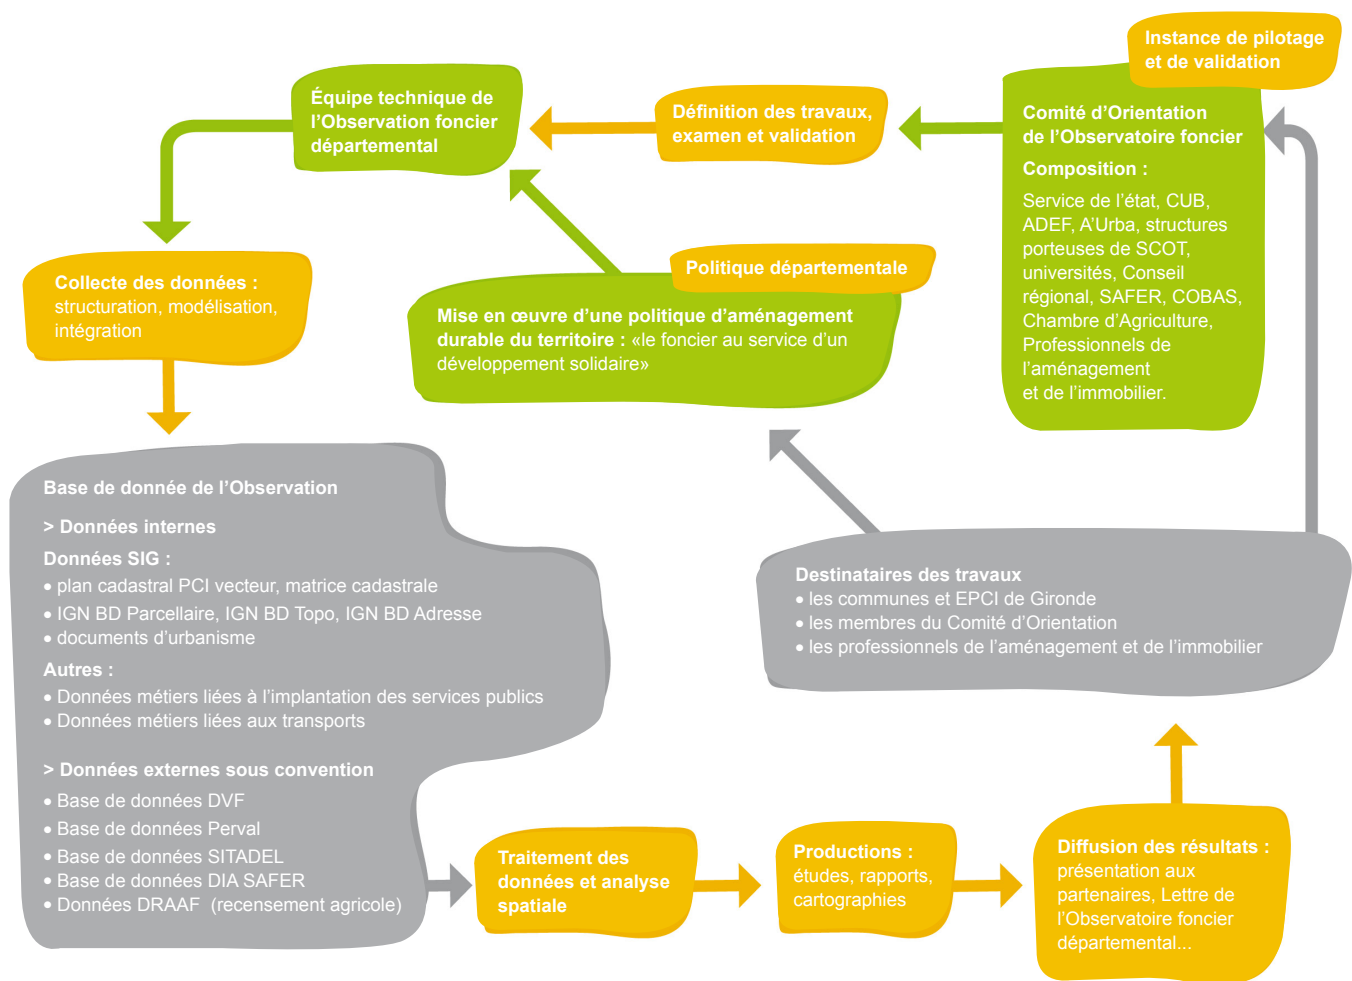 Instance de pilotage
et de validation
Comité d’Orientation
de l’Observatoire foncier
Composition :
Service de l’état, CUB,
ADEF, A’Urba, structures
porteuses de SCOT,
universités, Conseil
régional, SAFER, COBAS,
Chambre d’Agriculture,
Professionnels de
l’aménagement
et de l’immobilier.
Définition des travaux,
examen et validation
Équipe technique de
l’Observation foncier
départemental
Politique départementale
Mise en œuvre d’une politique d’aménagement
durable du territoire : «le foncier au service d’un
développement solidaire»
Collecte des données :
structuration, modélisation,
intégration
Base de donnée de l’Observation
> Données internes
Données SIG :
• plan cadastral PCI vecteur, matrice cadastrale
• IGN BD Parcellaire, IGN BD Topo, IGN BD Adresse
• documents d’urbanisme
Autres :
• Données métiers liées à l’implantation des services publics
• Données métiers liées aux transports
> Données externes sous convention
• Base de données DVF
• Base de données Perval
• Base de données SITADEL
• Base de données DIA SAFER
• Données DRAAF (recensement agricole)
Traitement des
données et analyse
spatiale
Productions :
études, rapports,
cartographies
Diffusion des résultats :
présentation aux
partenaires, Lettre de
l’Observatoire foncier
départemental...
Destinataires des travaux
• les communes et EPCI de Gironde
• les membres du Comité d’Orientation
• les professionnels de l’aménagement et de l’immobilier